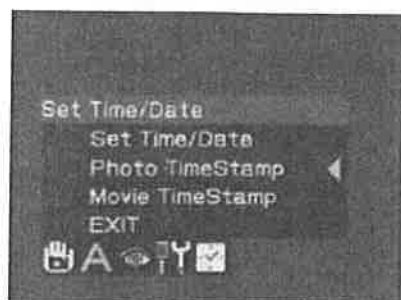 Set Time/Date
Set Time/Date
Photo TimeStamp
Movie TimeStamp
EXIT
A